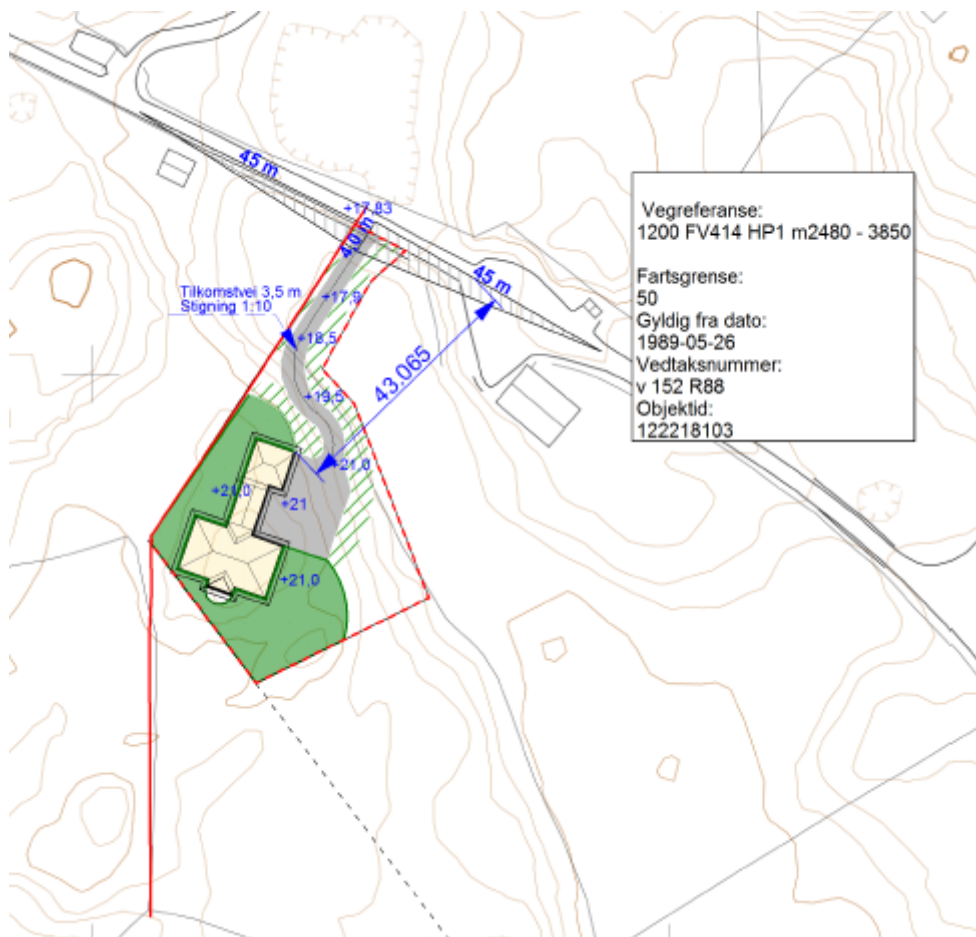 45 m
+17,83
4,0 m
45 m
Vegreferanse:
1200 FV414 HP1 m2480 - 3850
Fartsgrense:
50
Gyldig fra dato:
1989-05-26
Vedtaksnummer:
v 152 R88
Objektid:
122218103
Tilkomstvei 3,5 m
Stigning 1:10
+17,9
+18,5
43,065
+19,5
+21,0
+21,0
+21
+21,0